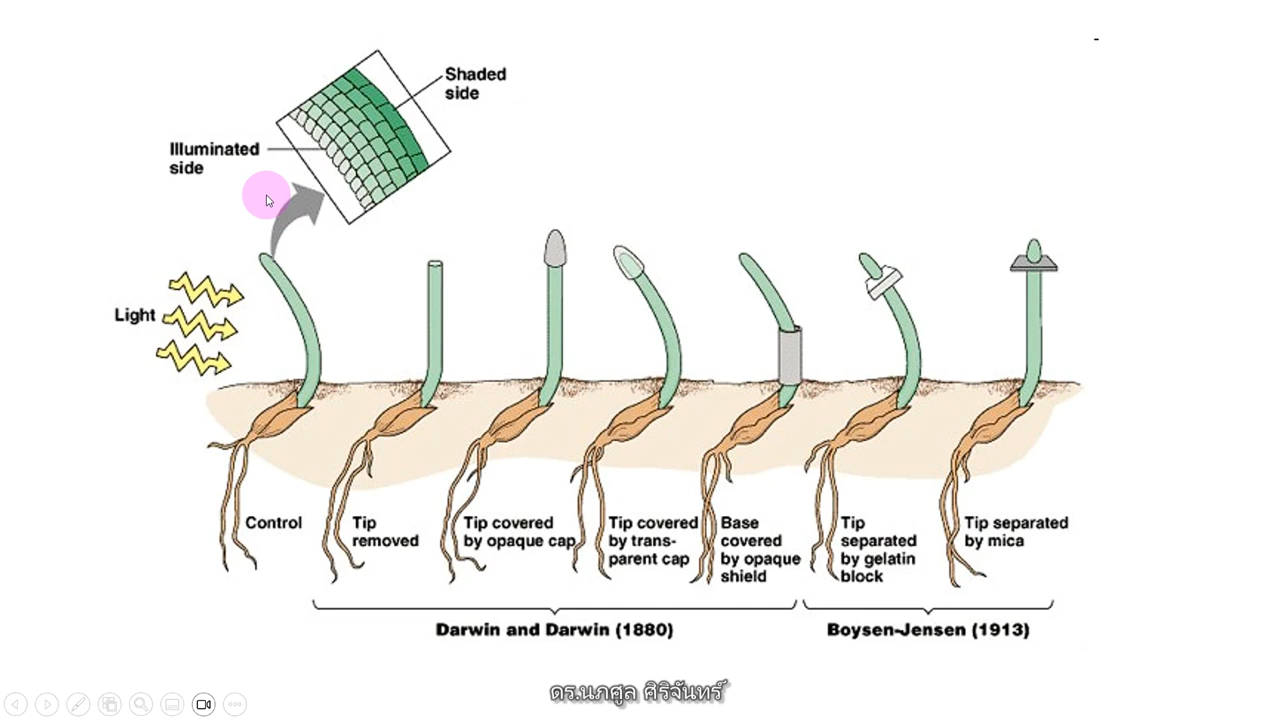 Shaded
side
Illuminated
side
Light
Control
Tip
removed
Tip covered
by opaque cap
Tip covered
by trans-
parent cap
Base
covered
by opaque
shield
Tip
separated
by gelatin
block
Tip separated
by mica
Darwin and Darwin (1880)
Boysen-Jensen (1913)
ดร.นภศูล ศิริจันทร์